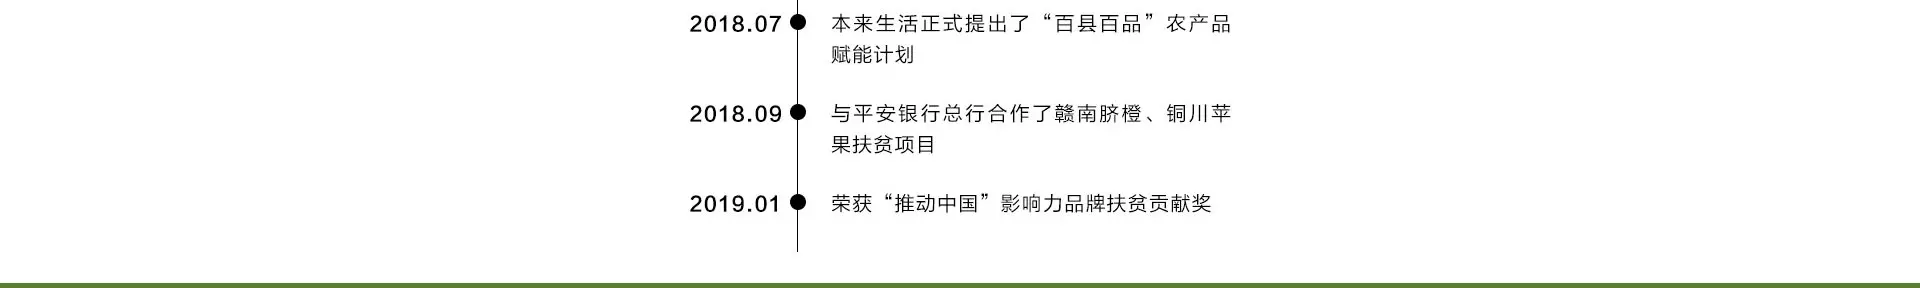 2018.07 本来生活正式提出了“百县百品”农产品
赋能计划
2018.09 与平安银行总行合作了赣南脐橙、铜川苹
果扶贫项目
2019.01 荣获“推动中国”影响力品牌扶贫贡献奖